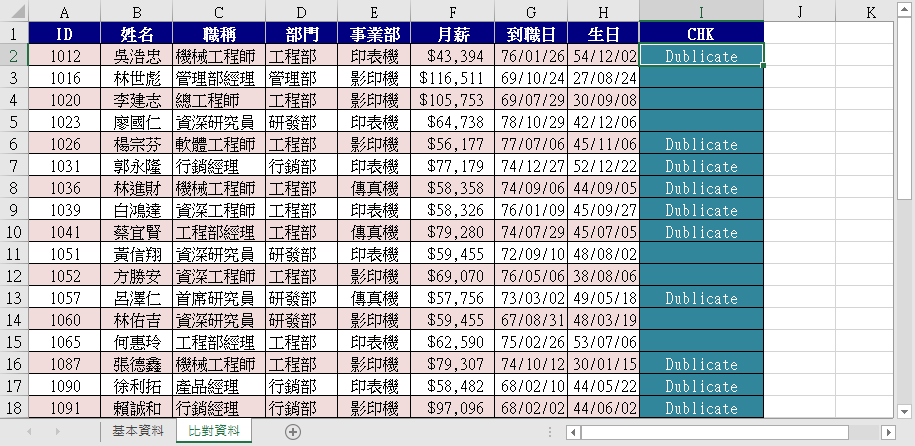 A B C D E F G H I J K
1 ID 姓名 職稱 部門 事業部 月薪 到職日 生日 CHK
2 1012 吳浩忠 機械工程師 工程部 印表機 $43,394 76/01/26 54/12/02 Dublicate
3 1016 林世彪 管理部經理 管理部 影印機 $116,511 69/10/24 27/08/24
4 1020 李建志 總工程師 工程部 影印機 $105,753 69/07/29 30/09/08
5 1023 廖國仁 資深研究員 研發部 印表機 $64,738 78/10/29 42/12/06
6 1026 楊宗芬 軟體工程師 工程部 影印機 $56,177 77/07/06 45/11/06 Dublicate
7 1031 郭永隆 行銷經理 行銷部 印表機 $77,179 74/12/27 52/12/22 Dublicate
8 1036 林進財 機械工程師 工程部 傳真機 $58,358 74/09/06 44/09/05 Dublicate
9 1039 白鴻達 資深工程師 工程部 印表機 $58,326 76/01/09 45/09/27 Dublicate
10 1041 蔡宜賢 工程部經理 工程部 傳真機 $79,280 74/07/29 45/07/05 Dublicate
11 1051 黃信翔 資深研究員 研發部 印表機 $59,455 72/09/10 48/08/02
12 1052 方勝安 資深工程師 工程部 影印機 $69,070 76/05/06 38/08/06
13 1057 呂澤仁 首席研究員 研發部 傳真機 $57,756 73/03/02 49/05/18 Dublicate
14 1060 林佑吉 資深研究員 研發部 影印機 $59,455 67/08/31 48/03/19
15 1065 何惠玲 工程部經理 工程部 影印機 $62,590 75/02/26 53/07/06
16 1087 張德鑫 機械工程師 工程部 影印機 $79,307 74/10/12 30/01/15 Dublicate
17 1090 徐利拓 產品經理 行銷部 印表機 $58,482 68/02/10 44/05/22 Dublicate
18 1091 賴誠和 行銷經理 行銷部 影印機 $97,096 68/02/02 44/06/02 Dublicate
基本資料 比對資料